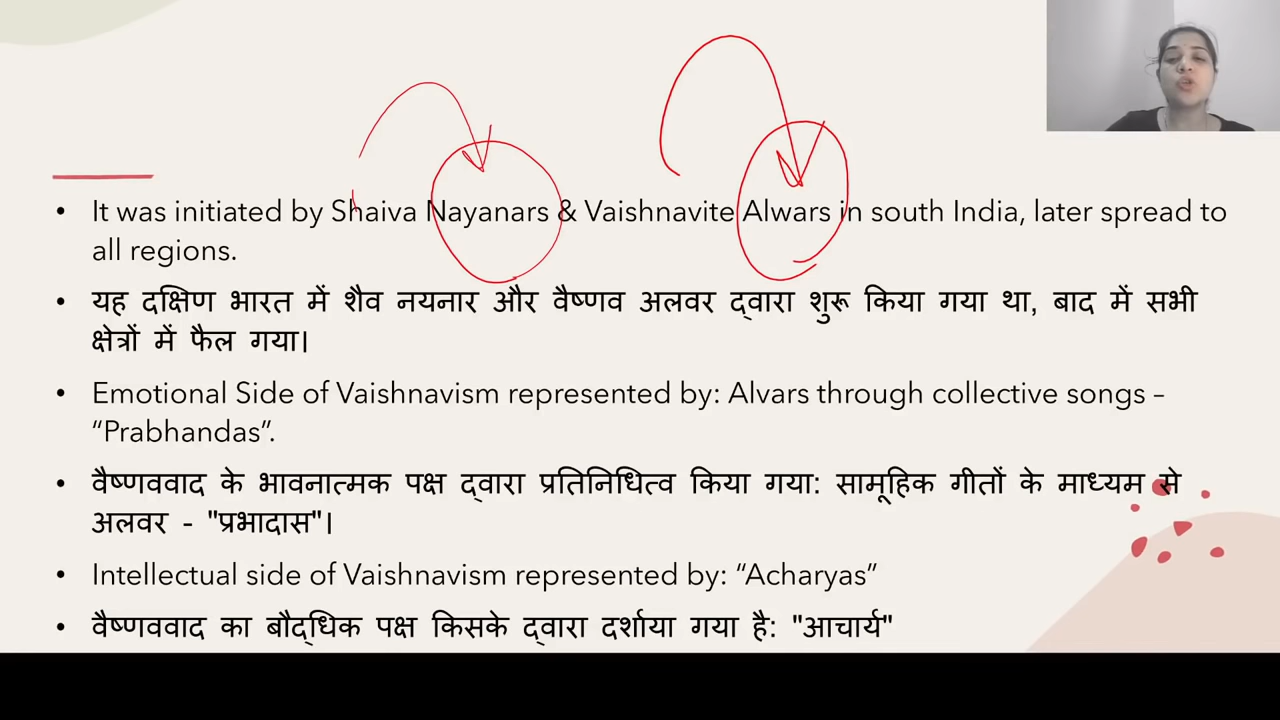 • It was initiated by Shaiva Nayanars & Vaishnavite Alwars in south India, later spread to
all regions.
• यह दक्षिण भारत में शैव नयनार और वैष्णव अलवर द्वारा शुरू किया गया था, बाद में सभी
क्षेत्रों में फैल गया।
• Emotional Side of Vaishnavism represented by: Alvars through collective songs –
“Prabhandas”.
• वैष्णववाद के भावनात्मक पक्ष द्वारा प्रतिनिधित्व किया गया: सामूहिक गीतों के माध्यम से
अलवर - "प्रभादास"।
• Intellectual side of Vaishnavism represented by: “Acharyas”
• वैष्णववाद का बौद्धिक पक्ष किसके द्वारा दर्शाया गया है: "आचार्य"